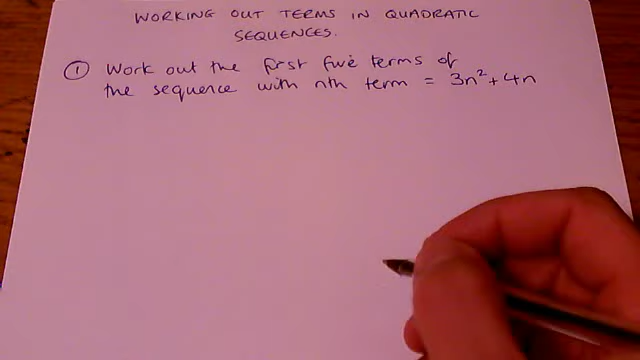 WORKING OUT TERMS IN QUADRATIC
SEQUENCES.
① Work out the first five terms of
the sequence with nth term = 3n² + 4n